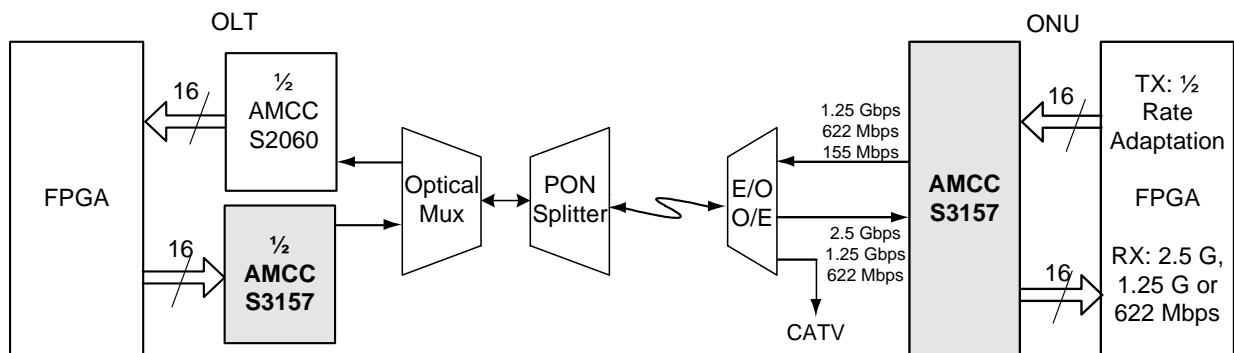 OLT
ONU
FPGA
16
½
AMCC
S2060
16
½
AMCC
S3157
Optical
Mux
PON
Splitter
E/O
O/E
1.25 Gbps
622 Mbps
155 Mbps
2.5 Gbps
1.25 Gbps
622 Mbps
CATV
AMCC
S3157
16
16
TX: ½
Rate
Adaptation
FPGA
RX: 2.5 G,
1.25 G or
622 Mbps